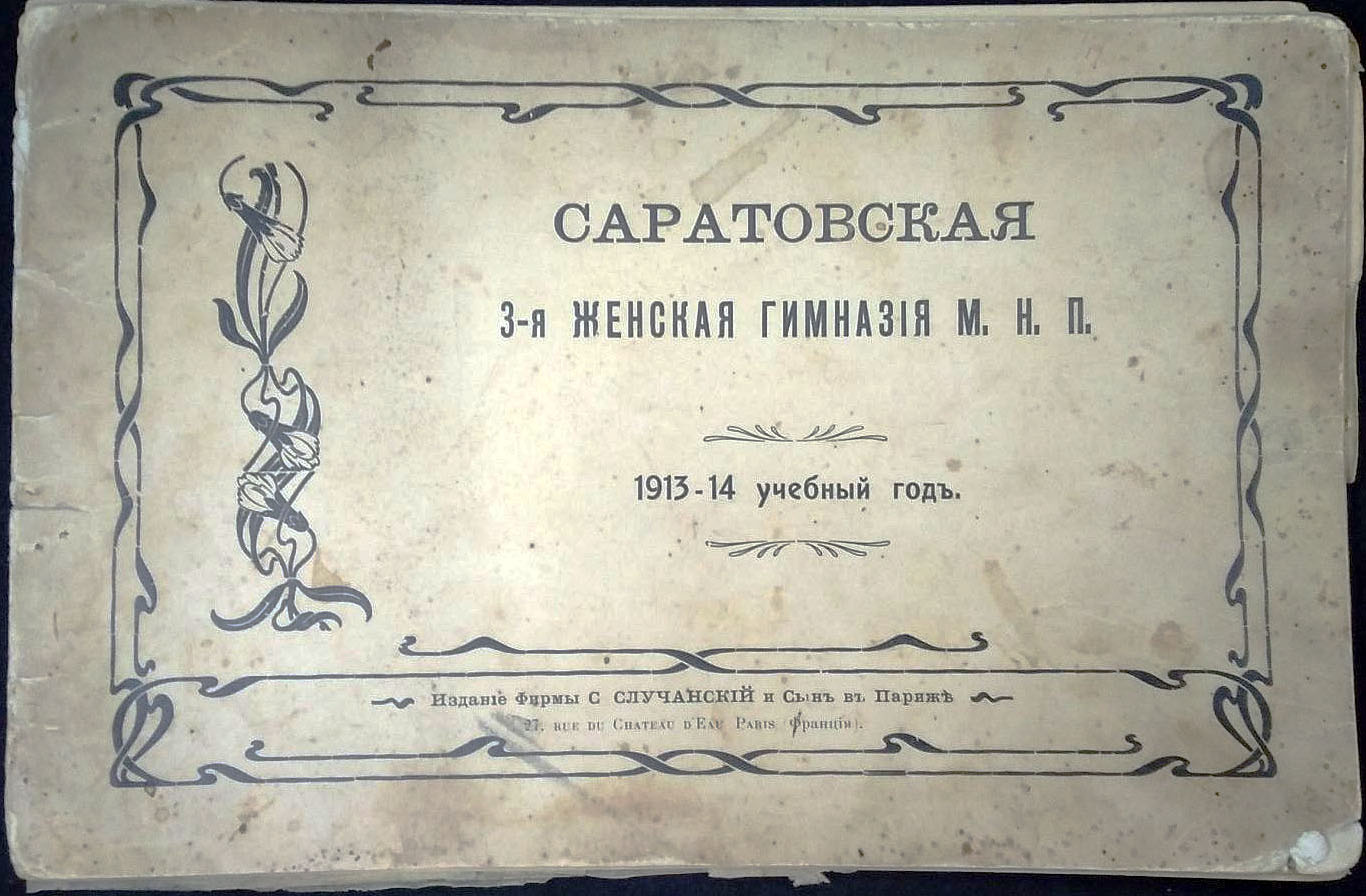 САРАТОВСКАЯ
3-я ЖЕНСКАЯ ГИМНАЗІЯ М. Н. П.
1913-14 учебный годъ.
Изданіе Фирмы С СЛУЧАНСКІЙ и Сынъ въ Парижѣ
27, RUE DU CHATEAU D'EAU PARIS Франція).